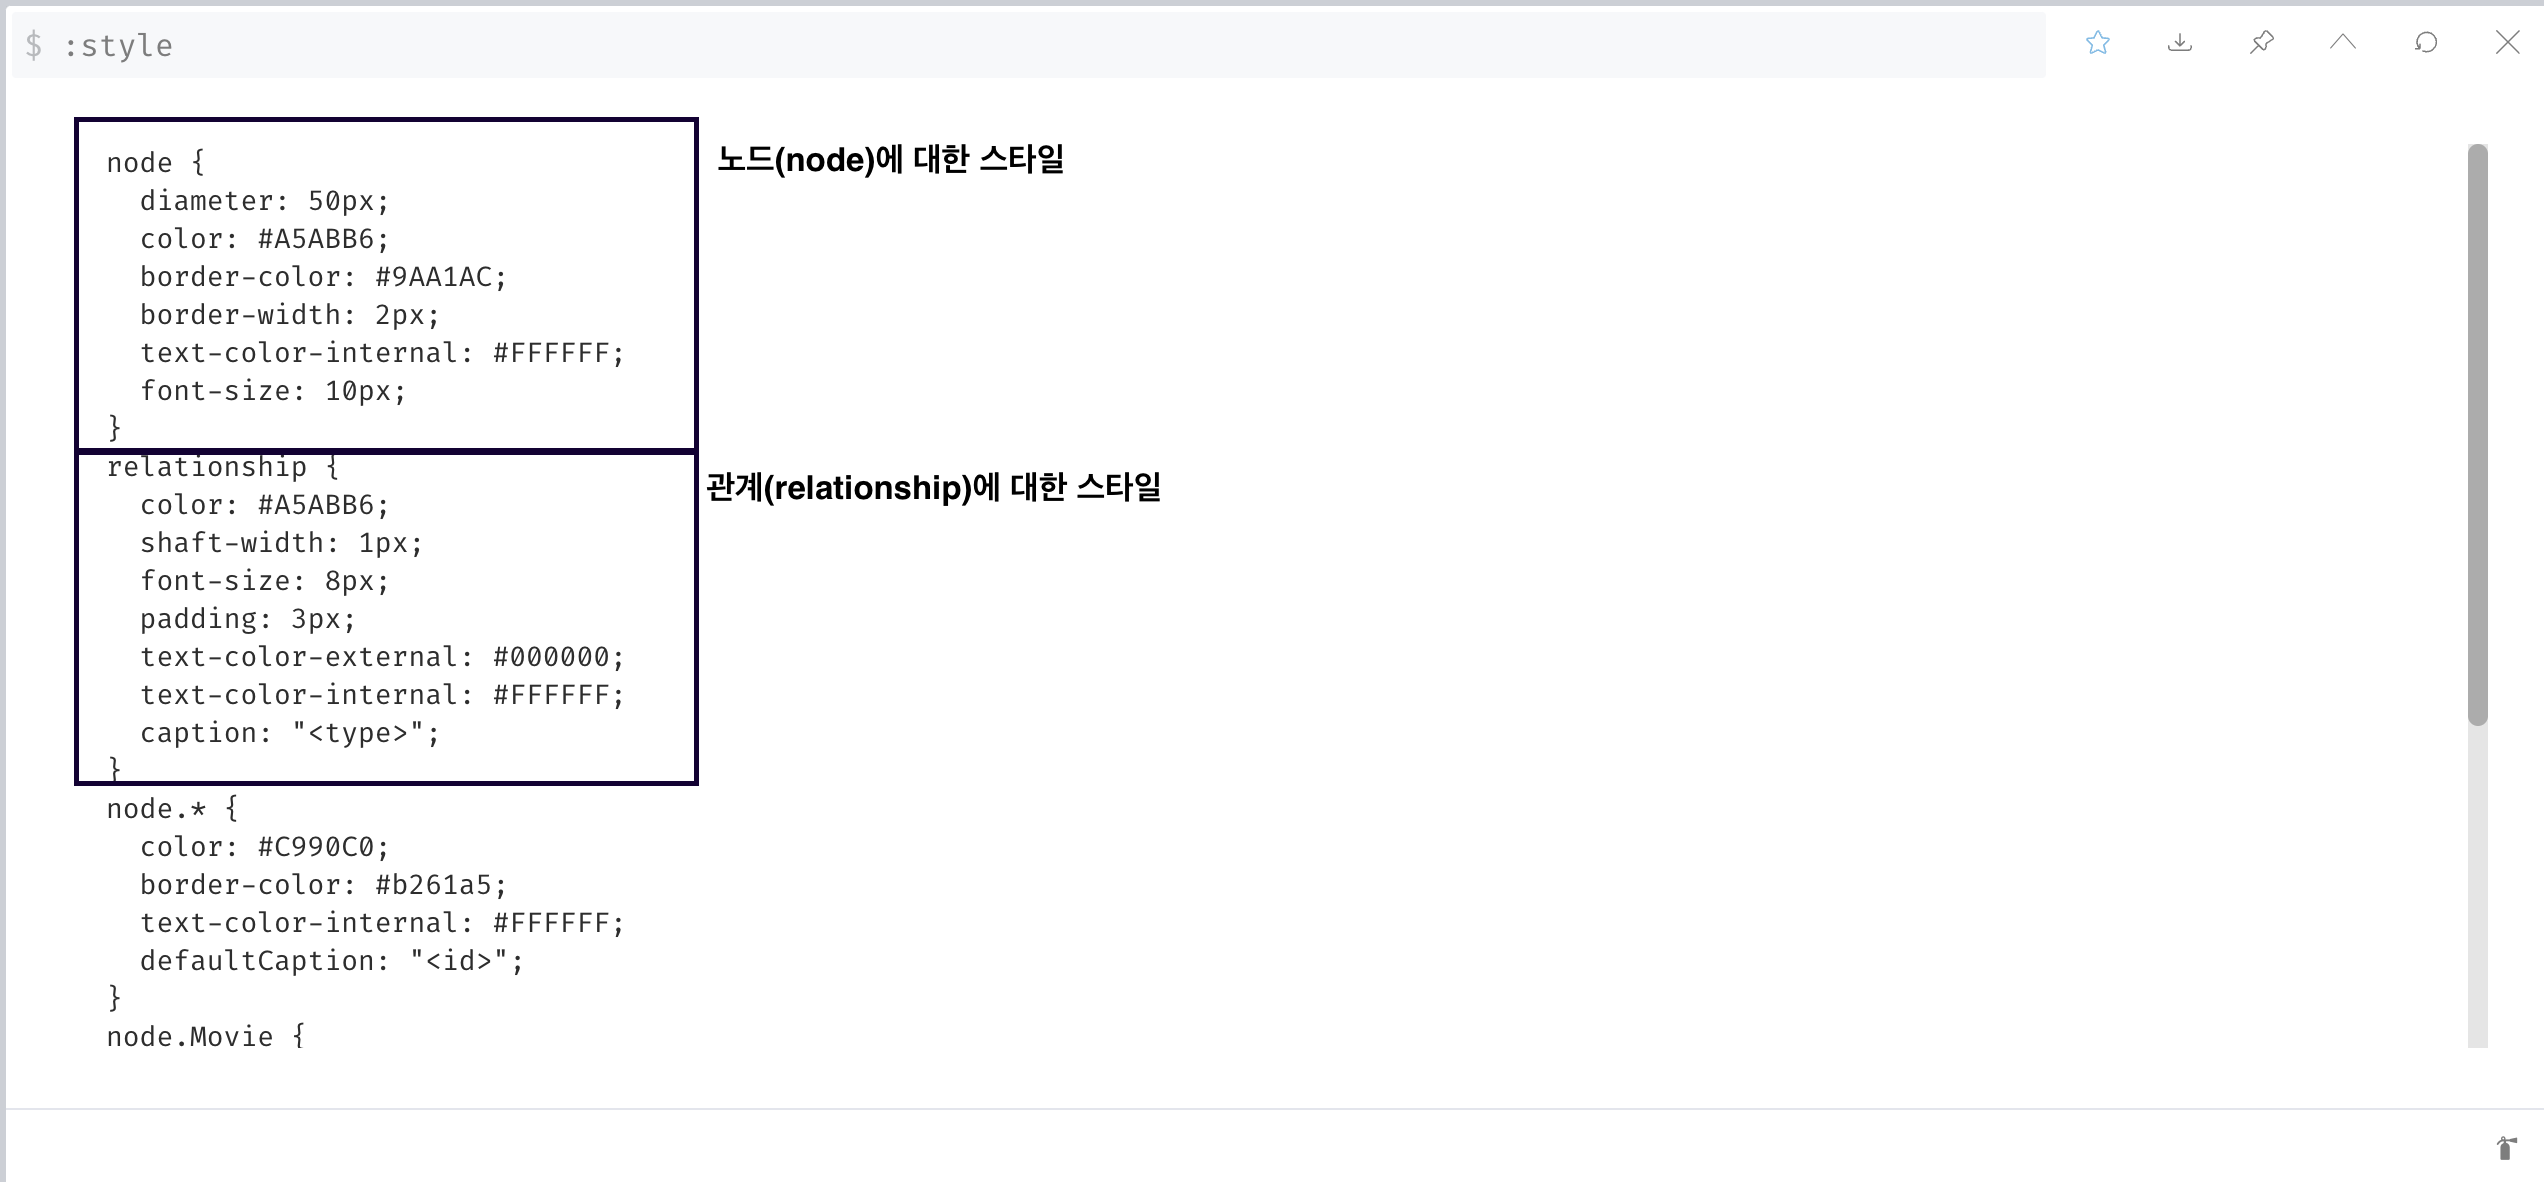 $ :style
node {
  diameter: 50px;
  color: #A5ABB6;
  border-color: #9AA1AC;
  border-width: 2px;
  text-color-internal: #FFFFFF;
  font-size: 10px;
}
노드(node)에 대한 스타일
relationship {
  color: #A5ABB6;
  shaft-width: 1px;
  font-size: 8px;
  padding: 3px;
  text-color-external: #000000;
  text-color-internal: #FFFFFF;
  caption: "<type>";
}
관계(relationship)에 대한 스타일
node.* {
  color: #C990C0;
  border-color: #b261a5;
  text-color-internal: #FFFFFF;
  defaultCaption: "<id>";
}
node.Movie {